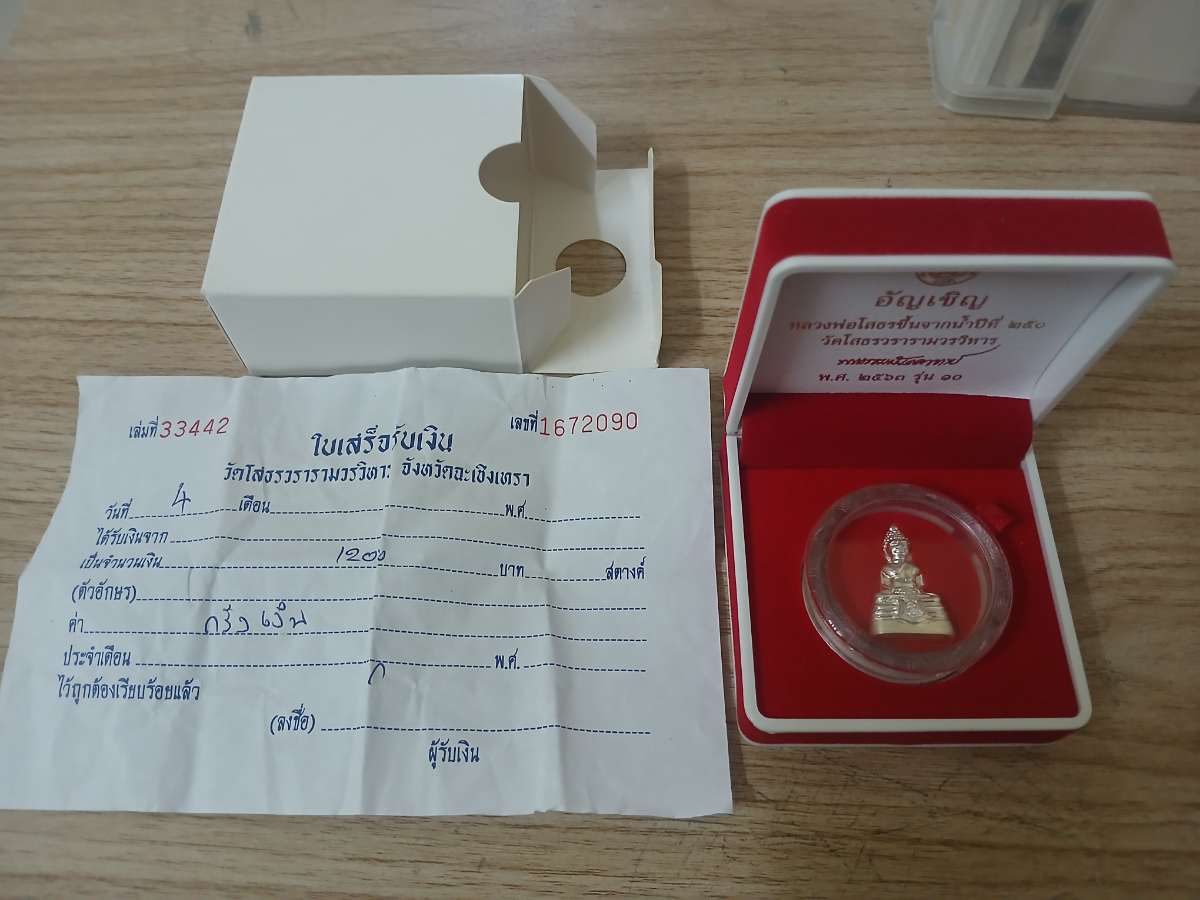 เล่มที่ 33442
เลขที่ 1672090
ใบเสร็จรับเงิน
วัดโสธรวรารามวรวิหาร จังหวัดฉะเชิงเทรา
วันที่ 4 เดือน พ.ศ.
ได้รับเงินจาก
เป็นจำนวนเงิน 1200 บาท สตางค์
(ตัวอักษร)
ค่า กริ่งเงิน
ประจำเดือน พ.ศ.
ไว้ถูกต้องเรียบร้อยแล้ว
(ลงชื่อ)
ผู้รับเงิน
อัญเชิญ
หลวงพ่อโสธรขึ้นจากน้ำปีที่ ๒๕๐
วัดโสธรวรารามวรวิหาร
พ.ศ. ๒๕๖๓ รุ่น ๑๐